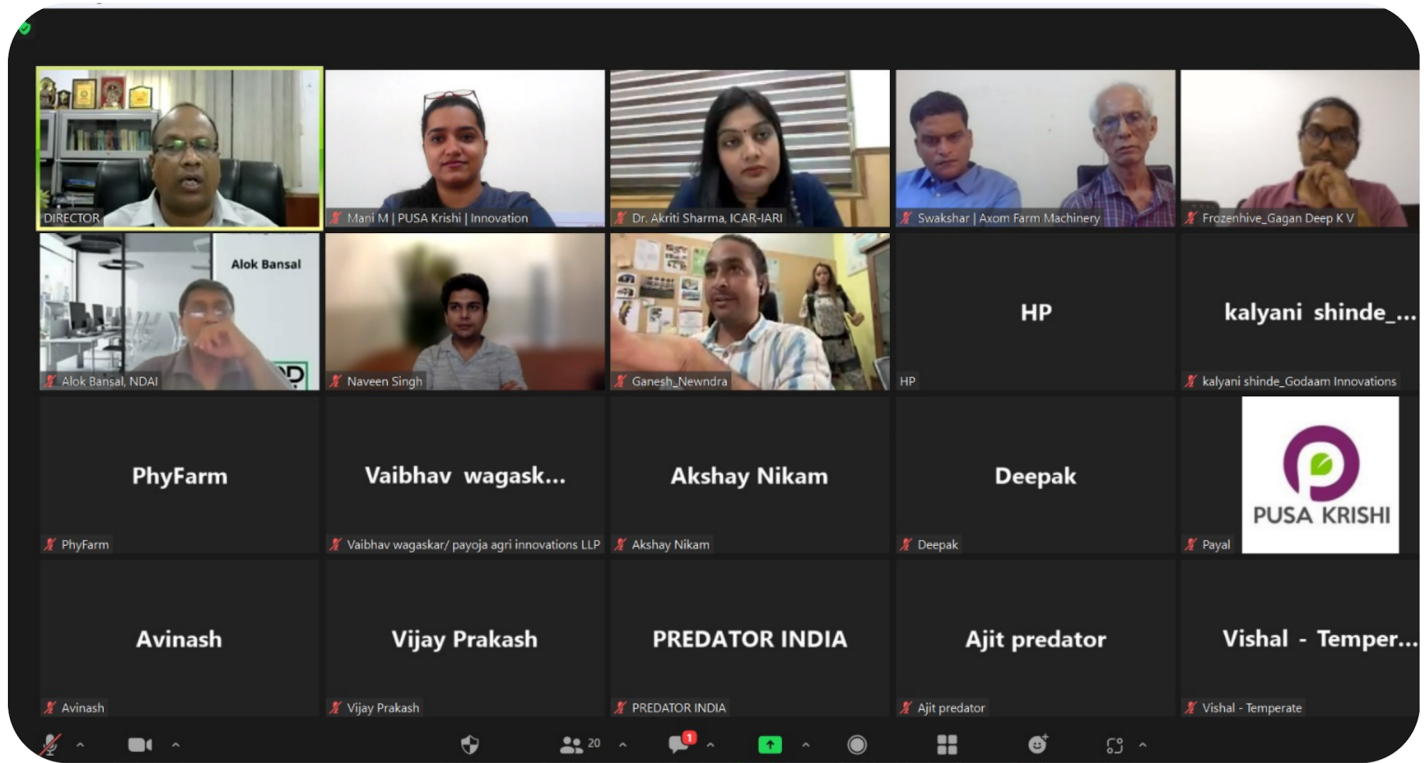 DIRECTOR
Mani M | PUSA Krishi | Innovation
Dr. Akriti Sharma, ICAR-IARI
Swakshar | Axom Farm Machinery
Frozenhive_Gagan Deep K V
Alok Bansal
Alok Bansal, NDAI
Naveen Singh
Ganesh_Newndra
HP
HP
kalyani shinde_...
kalyani shinde_Godaam Innovations
PhyFarm
PhyFarm
Vaibhav wagask...
Vaibhav wagaskar/ payoja agri innovations LLP
Akshay Nikam
Akshay Nikam
Deepak
Deepak
PUSA KRISHI
Payal
Avinash
Avinash
Vijay Prakash
Vijay Prakash
PREDATOR INDIA
PREDATOR INDIA
Ajit predator
Ajit predator
Vishal - Temper...
Vishal - Temperate
20
1